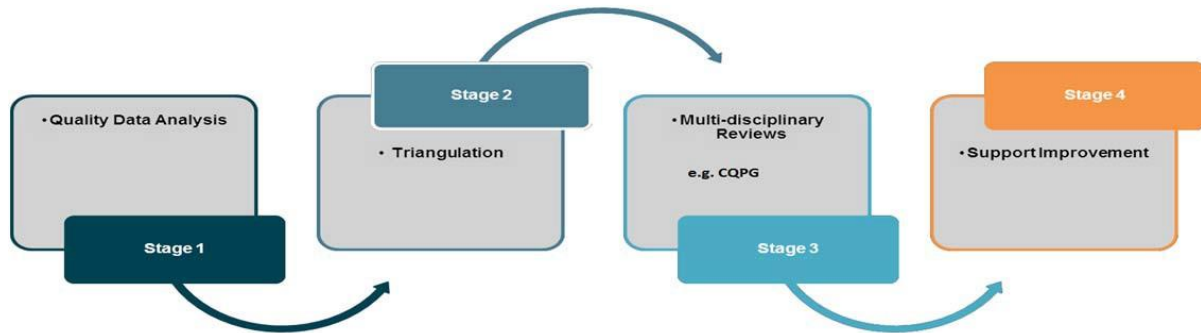 •Quality Data Analysis
Stage 1
Stage 2
• Triangulation
•Multi-disciplinary
Reviews
e.g. CQPG
Stage 3
Stage 4
•Support Improvement